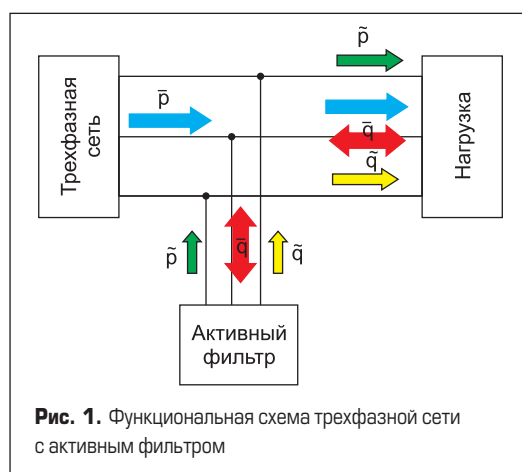 p̃
Трехфазная
сеть
p̄
q̄
q̃
Нагрузка
p̃
q̄
q̃
Активный
фильтр
Рис. 1. Функциональная схема трехфазной сети
с активным фильтром